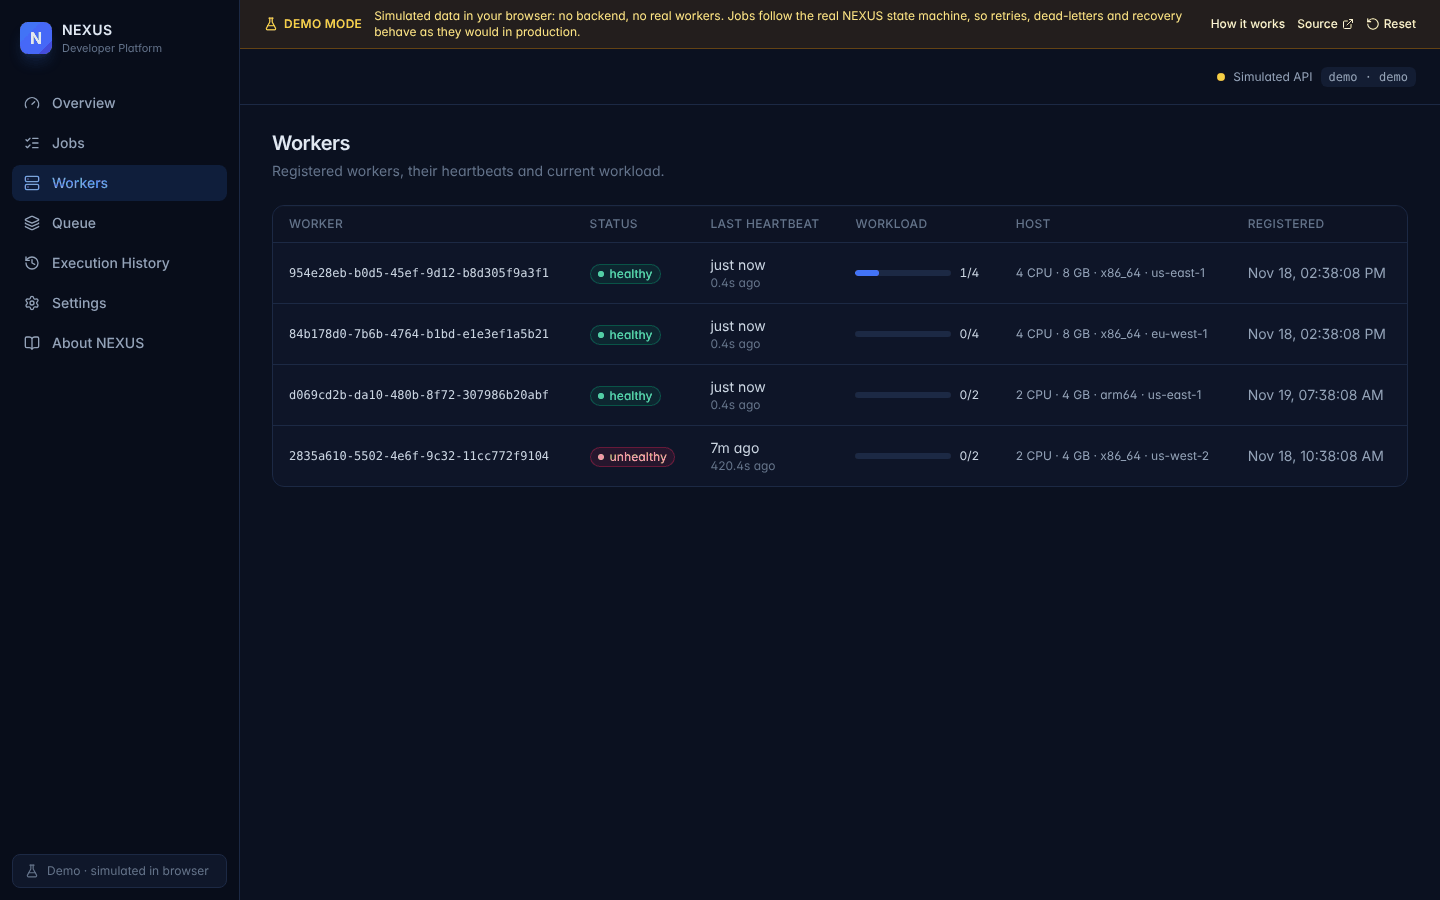 N
NEXUS
Developer Platform
Overview
Jobs
Workers
Queue
Execution History
Settings
About NEXUS
Demo · simulated in browser
DEMO MODE
Simulated data in your browser: no backend, no real workers. Jobs follow the real NEXUS state machine, so retries, dead-letters and recovery
behave as they would in production.
How it works Source Reset
Simulated API demo · demo
Workers
Registered workers, their heartbeats and current workload.
WORKER STATUS LAST HEARTBEAT WORKLOAD HOST REGISTERED
954e28eb-b0d5-45ef-9d12-b8d305f9a3f1 healthy just now 1/4 4 CPU · 8 GB · x86_64 · us-east-1 Nov 18, 02:38:08 PM
0.4s ago
84b178d0-7b6b-4764-b1bd-e1e3ef1a5b21 healthy just now 0/4 4 CPU · 8 GB · x86_64 · eu-west-1 Nov 18, 02:38:08 PM
0.4s ago
d069cd2b-da10-480b-8f72-307986b20abf healthy just now 0/2 2 CPU · 4 GB · arm64 · us-east-1 Nov 19, 07:38:08 AM
0.4s ago
2835a610-5502-4e6f-9c32-11cc772f9104 unhealthy 7m ago 0/2 2 CPU · 4 GB · x86_64 · us-west-2 Nov 18, 10:38:08 AM
420.4s ago